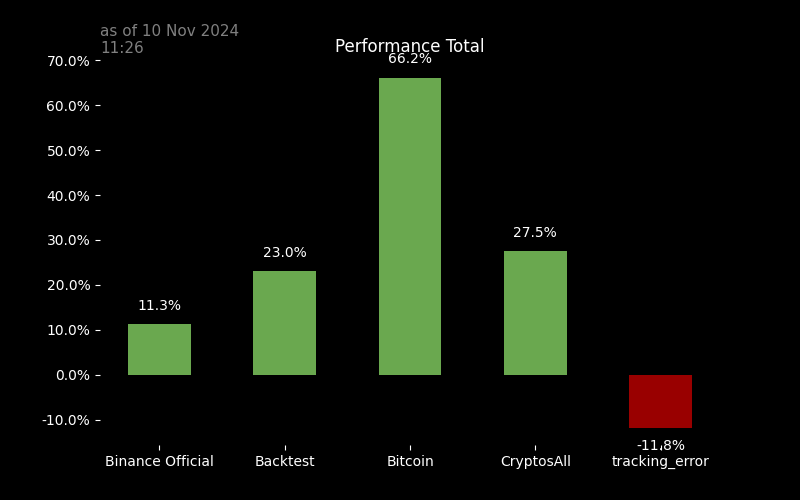 as of 10 Nov 2024
11:26
Performance Total
70.0%
60.0%
50.0%
40.0%
30.0%
20.0%
10.0%
0.0%
-10.0%
11.3%
23.0%
66.2%
27.5%
-11.8%
Binance Official
Backtest
Bitcoin
CryptosAll
tracking_error